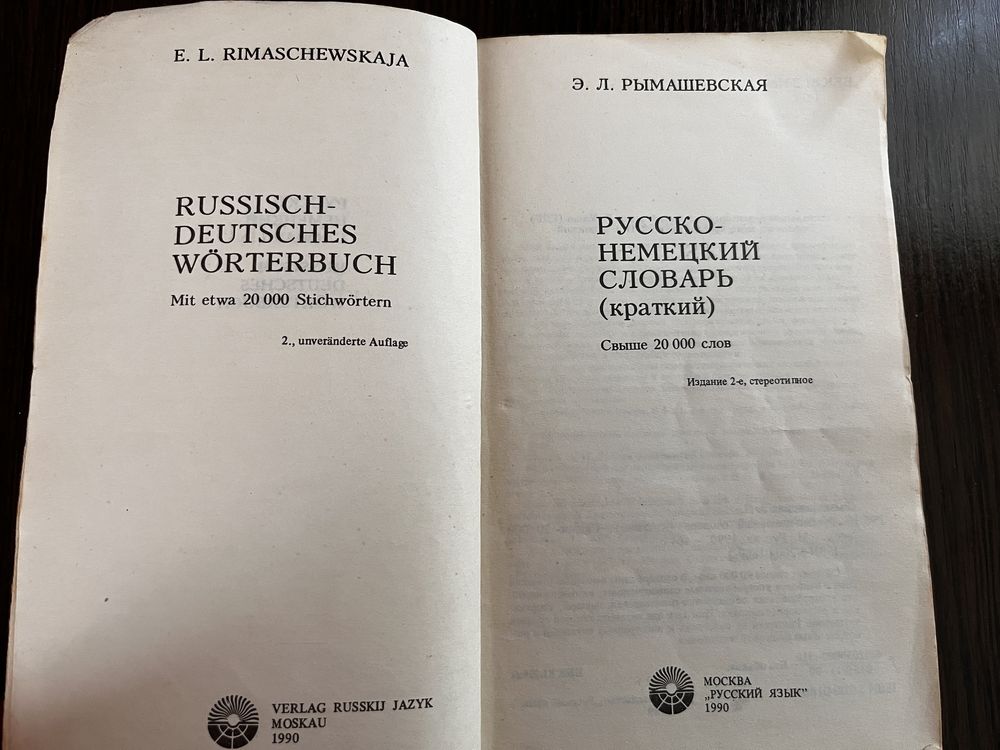 E. L. RIMASCHEWSKAJA
RUSSISCH-
DEUTSCHES
WÖRTERBUCH
Mit etwa 20 000 Stichwörtern
2., unveränderte Auflage
VERLAG RUSSKIJ JAZYK
MOSKAU
1990
Э. Л. РЫМАШЕВСКАЯ
РУССКО-
НЕМЕЦКИЙ
СЛОВАРЬ
(краткий)
Свыше 20 000 слов
Издание 2-е, стереотипное
МОСКВА
„РУССКИЙ ЯЗЫК"
1990